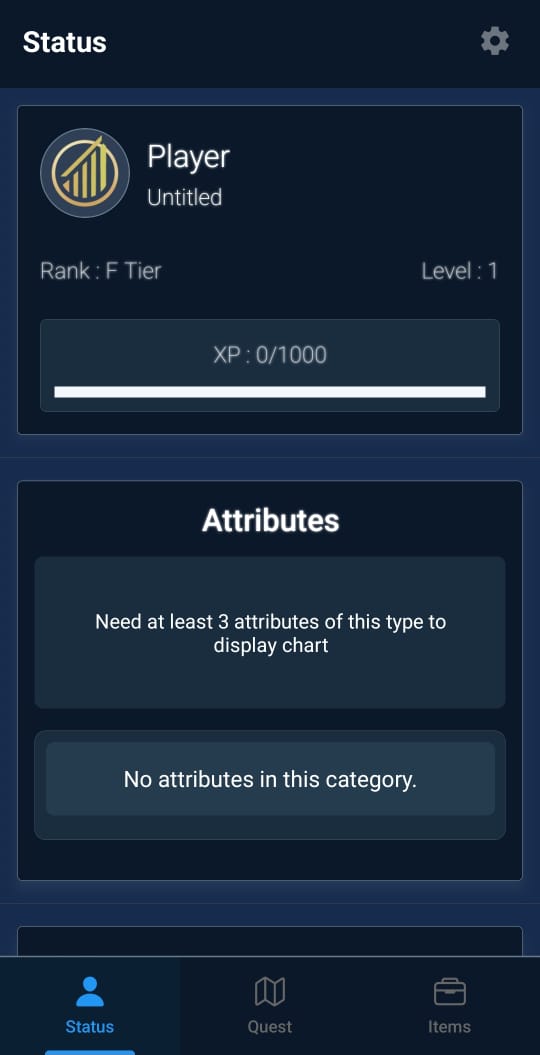 Status
Player
Untitled
Rank : F Tier
Level : 1
XP : 0/1000
Attributes
Need at least 3 attributes of this type to
display chart
No attributes in this category.
Status
Quest
Items